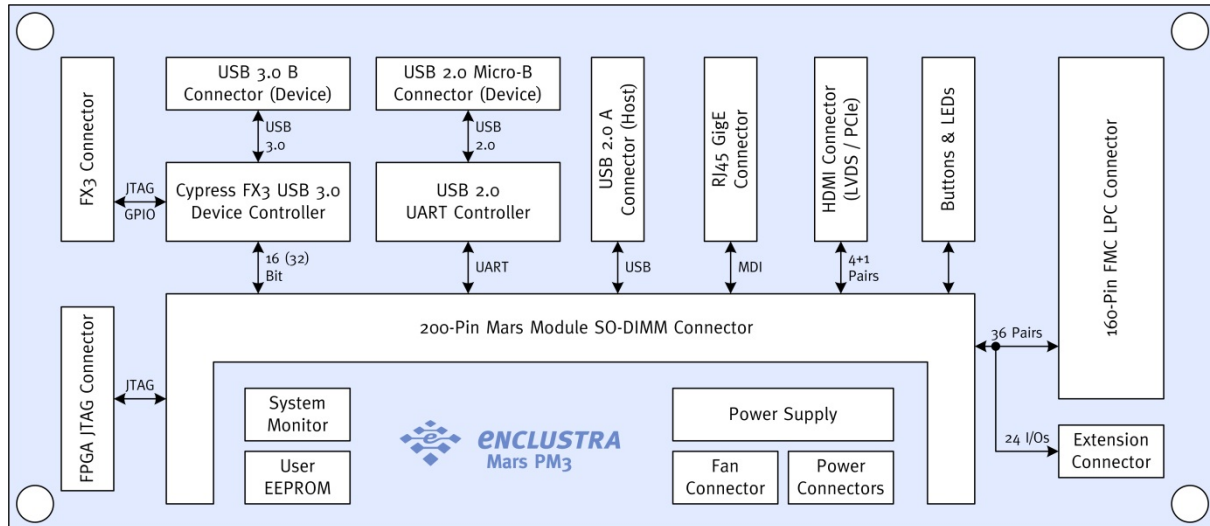 FX3 Connector
USB 3.0 B
Connector (Device)
USB
3.0
Cypress FX3 USB 3.0
Device Controller
JTAG
GPIO
16 (32)
Bit
USB 2.0 Micro-B
Connector (Device)
USB
2.0
USB 2.0
UART Controller
UART
USB 2.0 A
Connector (Host)
USB
RJ45 GigE
Connector
MDI
HDMI Connector
(LVDS / PCIe)
4+1
Pairs
Buttons & LEDs
160-Pin FMC LPC Connector
200-Pin Mars Module SO-DIMM Connector
36 Pairs
FPGA JTAG Connector
JTAG
System
Monitor
User
EEPROM
e
ENCLUSTRA
Mars PM3
Power Supply
Fan
Connector
Power
Connectors
24 I/Os
Extension
Connector